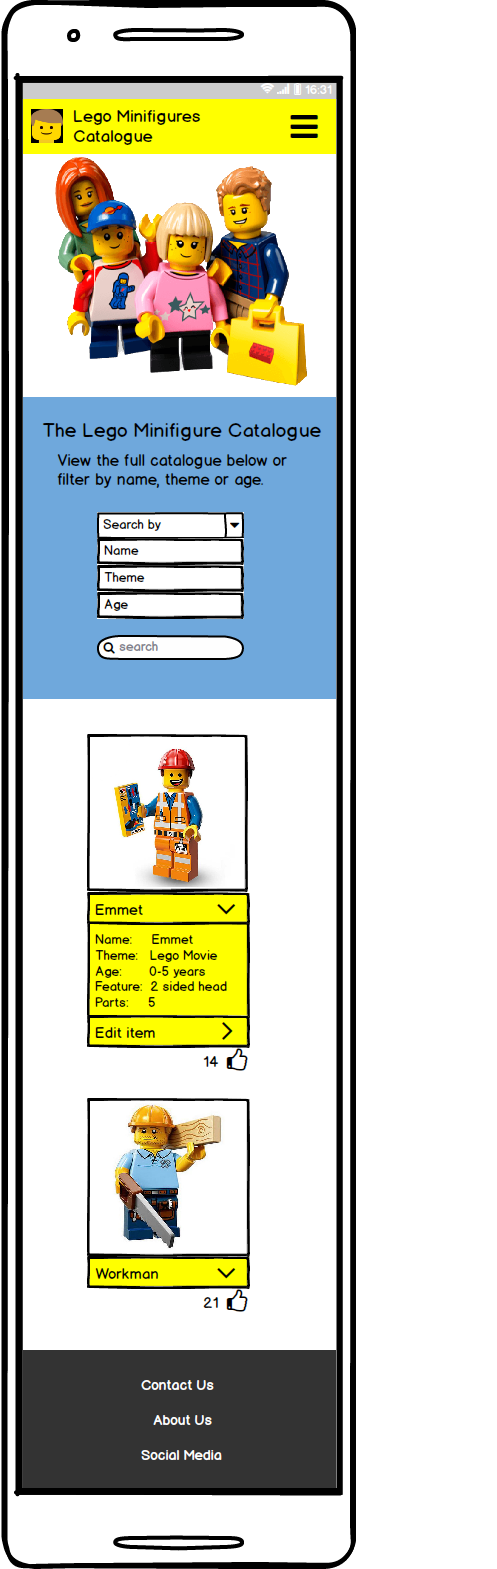 16:31
Lego Minifigures
Catalogue
The Lego Minifigure Catalogue
View the full catalogue below or
filter by name, theme or age.
Search by
Name
Theme
Age
search
Emmet
Name: Emmet
Theme: Lego Movie
Age: 0-5 years
Feature: 2 sided head
Parts: 5
Edit item
14
Workman
21
Contact Us
About Us
Social Media